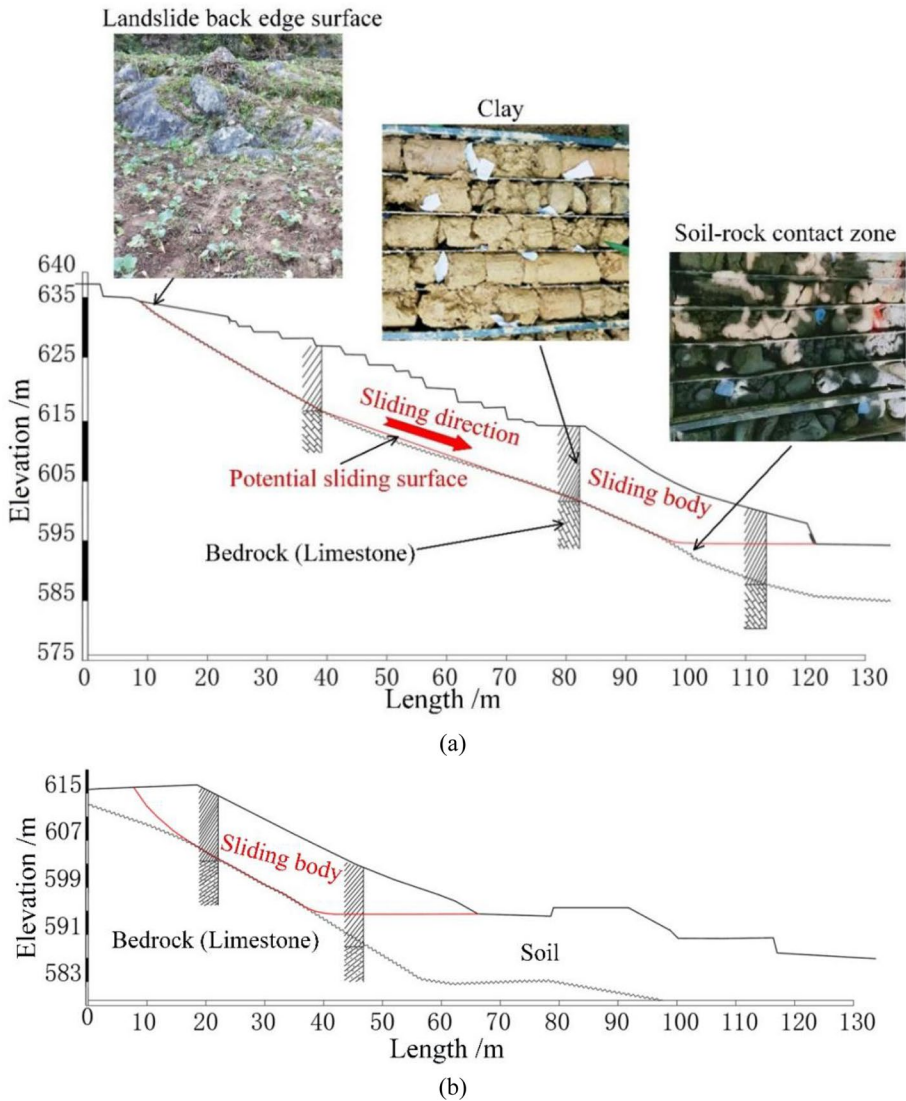 Landslide back edge surface
Clay
Soil-rock contact zone
640
635
625
615
605
595
585
575
Elevation /m
Sliding direction
Potential sliding surface
Sliding body
Bedrock (Limestone)
0 10 20 30 40 50 60 70 80 90 100 110 120 130
Length /m
(a)
615
607
599
591
583
Elevation /m
Sliding body
Bedrock (Limestone)
Soil
0 10 20 30 40 50 60 70 80 90 100 110 120 130
Length /m
(b)